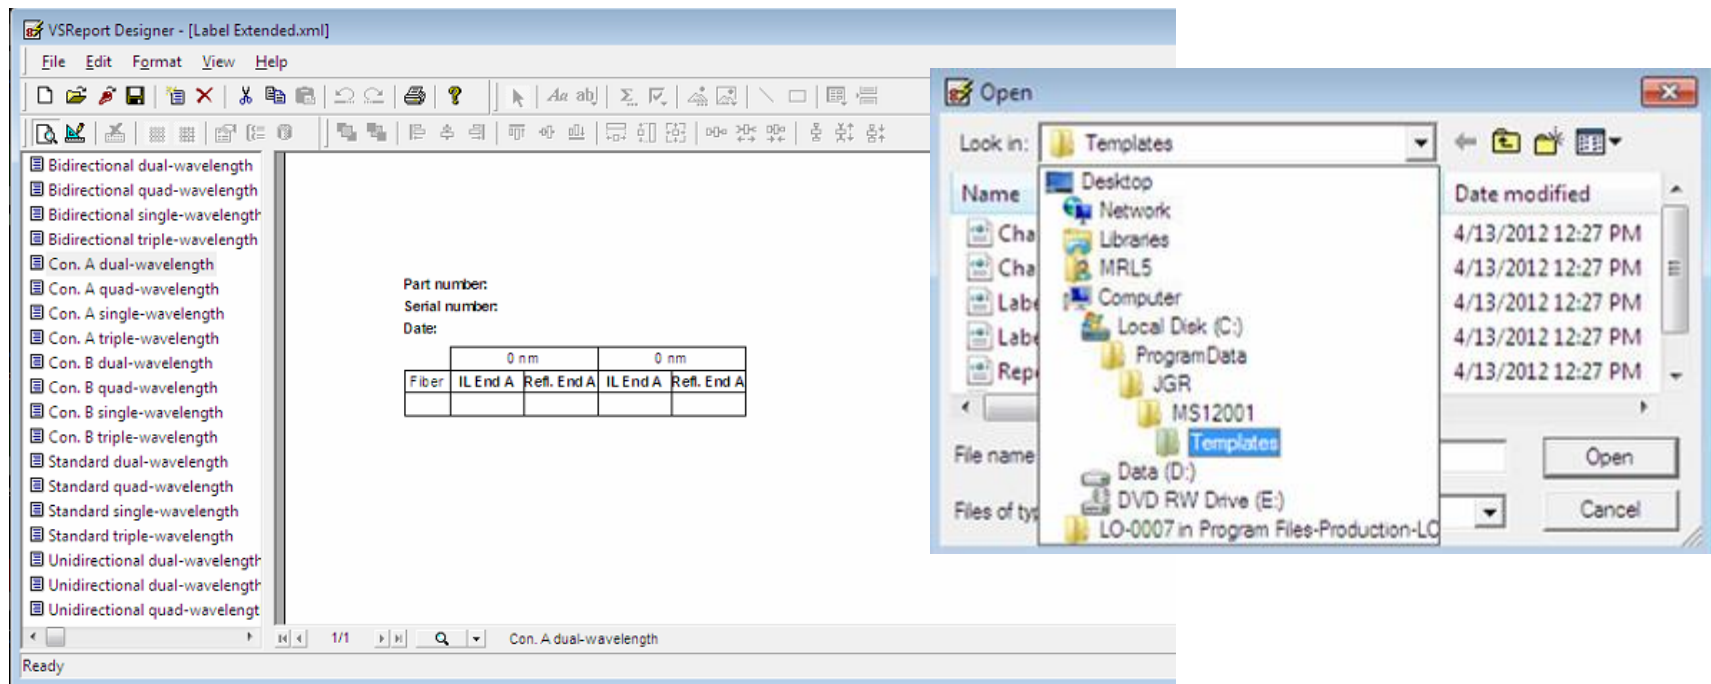 VSReport Designer - [Label Extended.xml]
File Edit Format View Help
Bidirectional dual-wavelength
Bidirectional quad-wavelength
Bidirectional single-wavelength
Bidirectional triple-wavelength
Con. A dual-wavelength
Con. A quad-wavelength
Con. A single-wavelength
Con. A triple-wavelength
Con. B dual-wavelength
Con. B quad-wavelength
Con. B single-wavelength
Con. B triple-wavelength
Standard dual-wavelength
Standard quad-wavelength
Standard single-wavelength
Standard triple-wavelength
Unidirectional dual-wavelength
Unidirectional dual-wavelength
Unidirectional quad-wavelengt
Part number:
Serial number:
Date:
0 nm 0 nm
Fiber IL End A Refl. End A IL End A Refl. End A
1/1 Con. A dual-wavelength
Ready
Open
Look in: Templates
Name Date modified
Cha 4/13/2012 12:27 PM
Cha 4/13/2012 12:27 PM
Labe 4/13/2012 12:27 PM
Labe 4/13/2012 12:27 PM
Repo 4/13/2012 12:27 PM
Desktop
Network
Libraries
MRL5
Computer
Local Disk (C:)
ProgramData
JGR
MS12001
Templates
Data (D:)
DVD RW Drive (E:)
LO-0007 in Program Files-Production-LO
File name Open
Files of typ Cancel